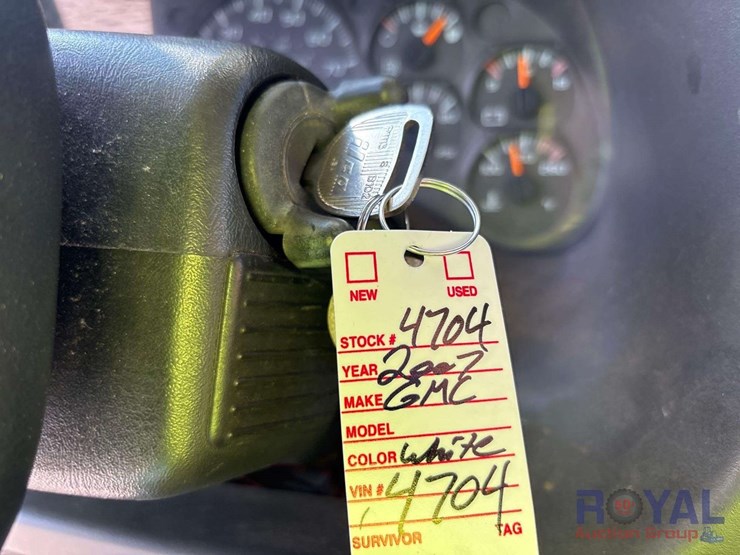 NEW USED
STOCK # 4704
YEAR 2007
MAKE GMC
MODEL
COLOR White
VIN # 4704
SURVIVOR TAG
ROYAL
Auction Group